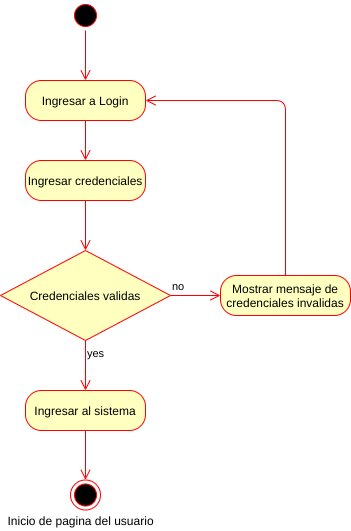 Ingresar a Login
Ingresar credenciales
Credenciales validas
no
Mostrar mensaje de
credenciales invalidas
yes
Ingresar al sistema
Inicio de pagina del usuario